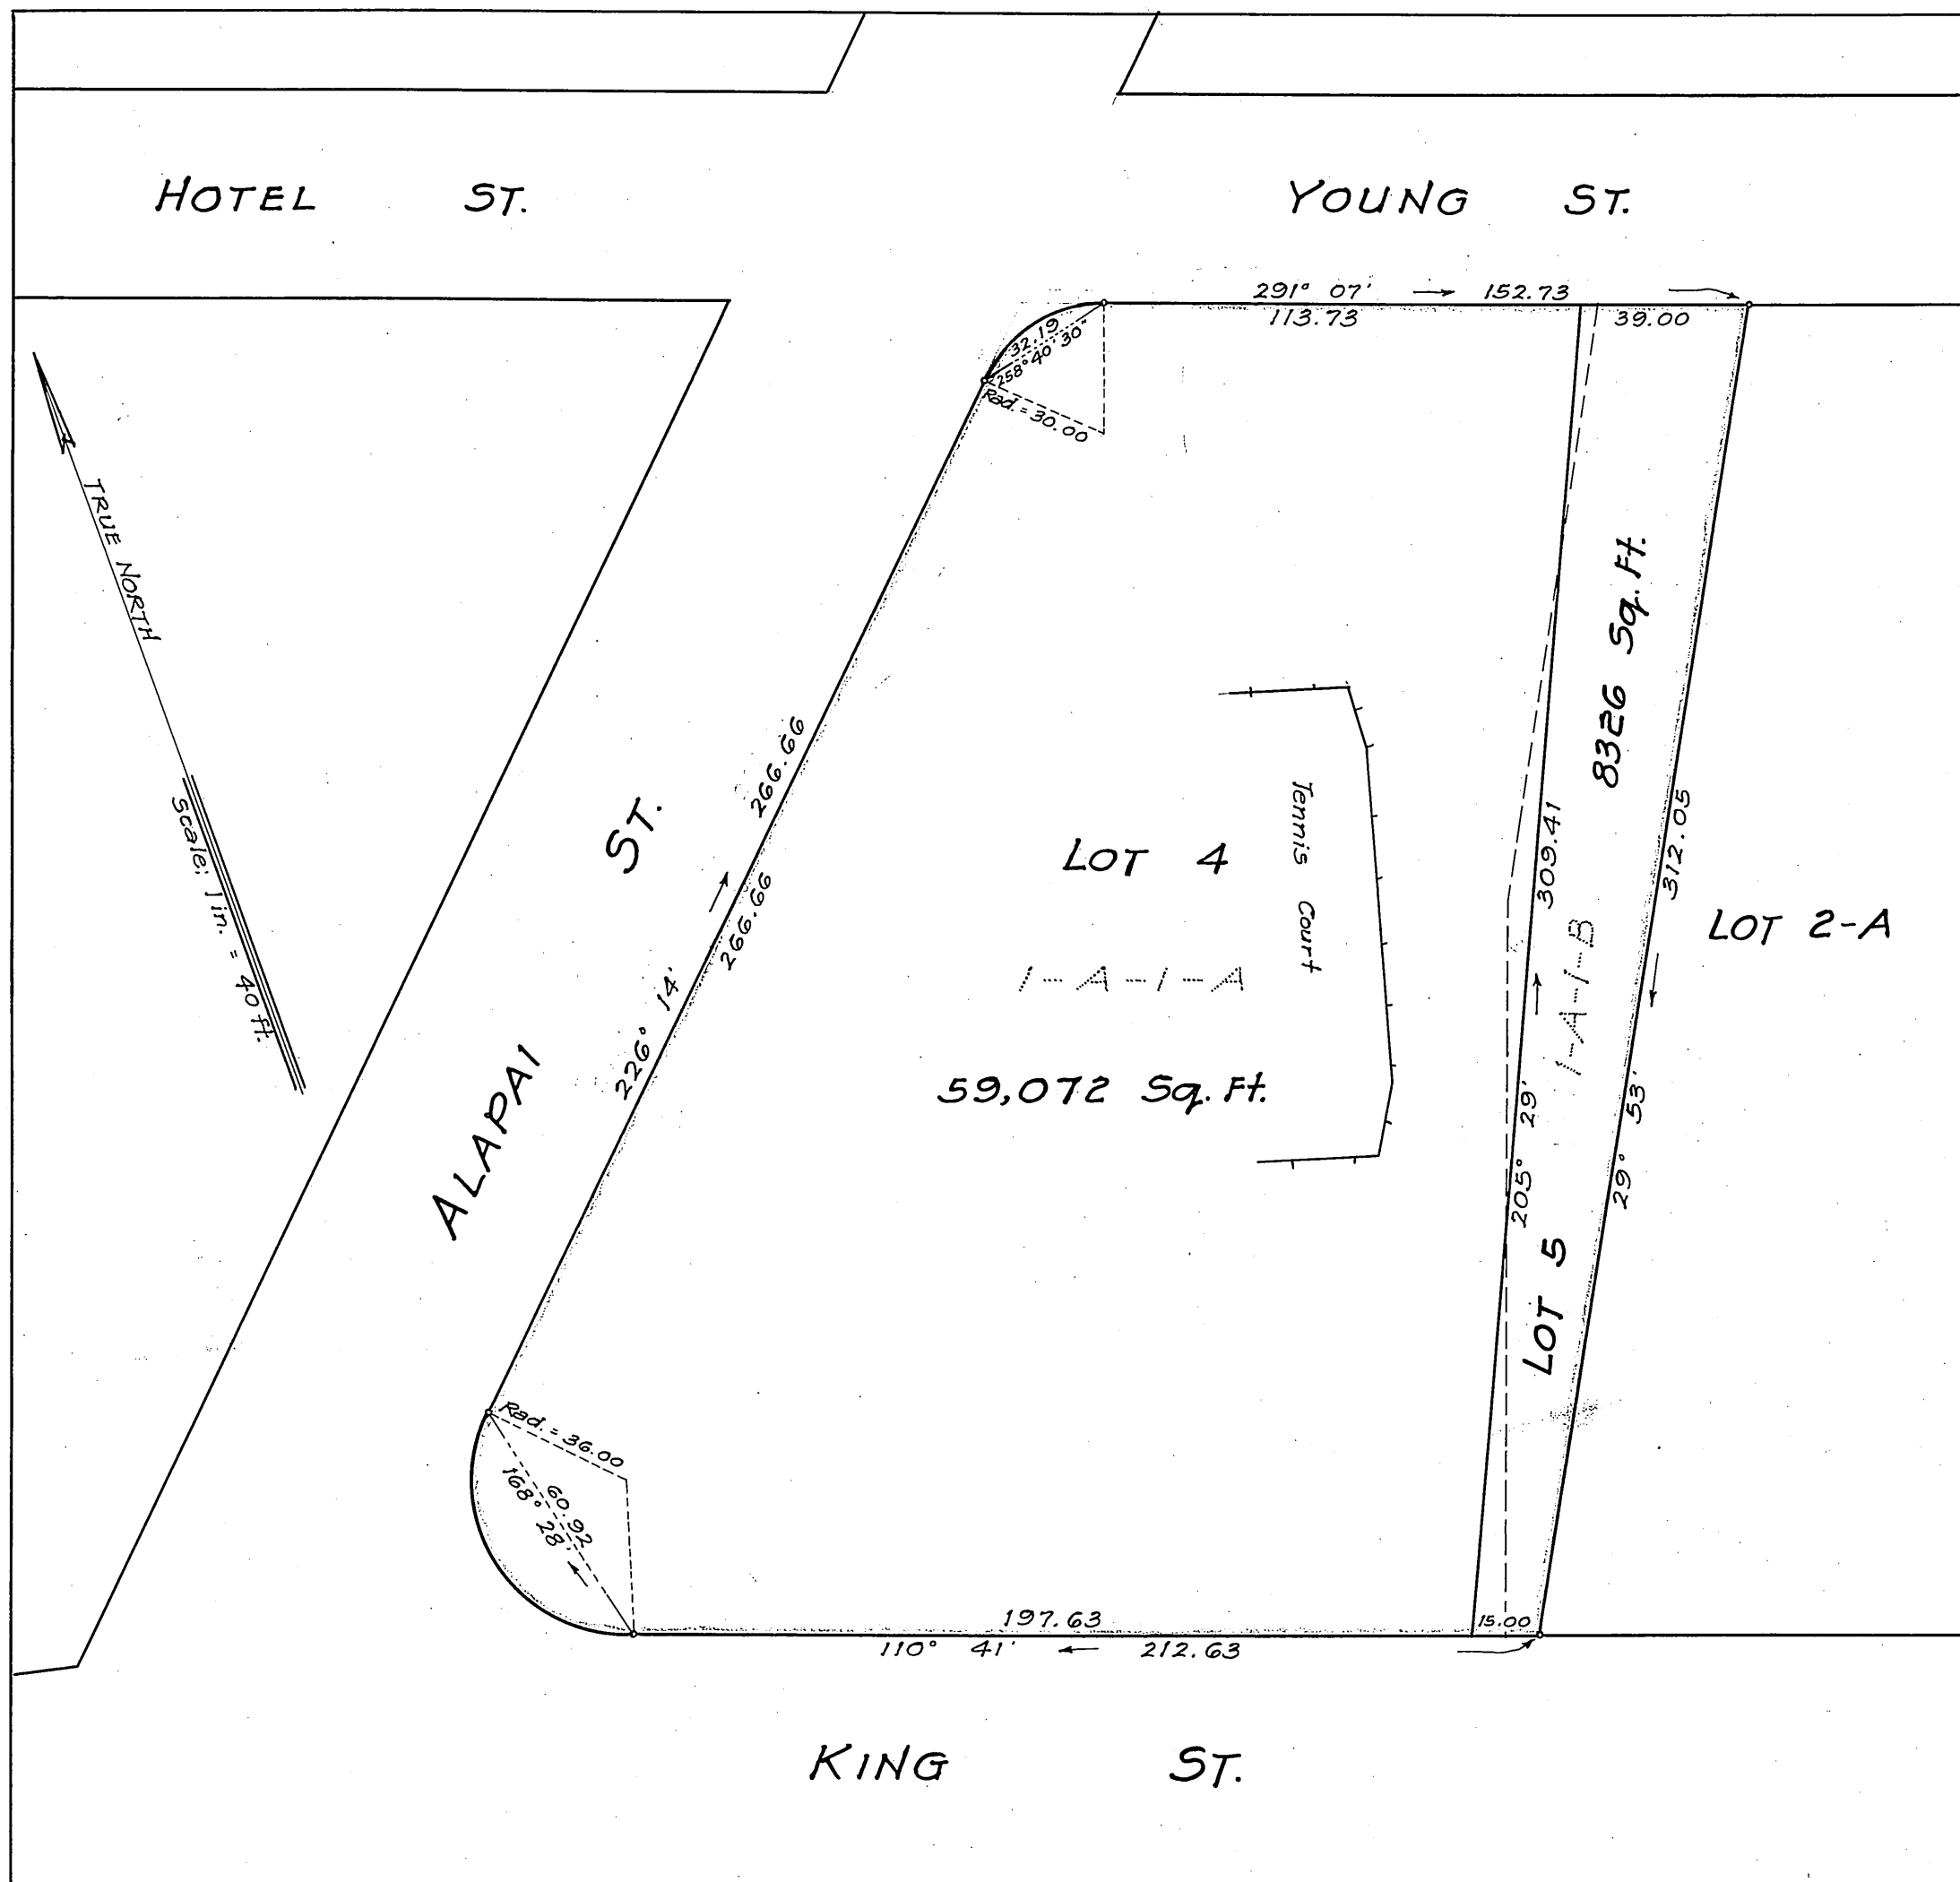 HOTEL ST.
YOUNG ST.
291° 07' 152.73
113.73
39.00
32.19
258° 40' 30"
Rad. = 30.00
TRUE NORTH
Scale: 1 in. = 40 ft.
ALAPAI ST.
226° 14' 266.66
266.66
LOT 4
1-A-1-A
59,072 Sq. Ft.
Tennis Court
205° 29' 309.41
LOT 5 8326 Sq. Ft.
1-A-1-B
29° 53' 312.05
LOT 2-A
Rad. = 36.00
60.92
168° 28'
197.63
15.00
110° 41' 212.63
KING ST.